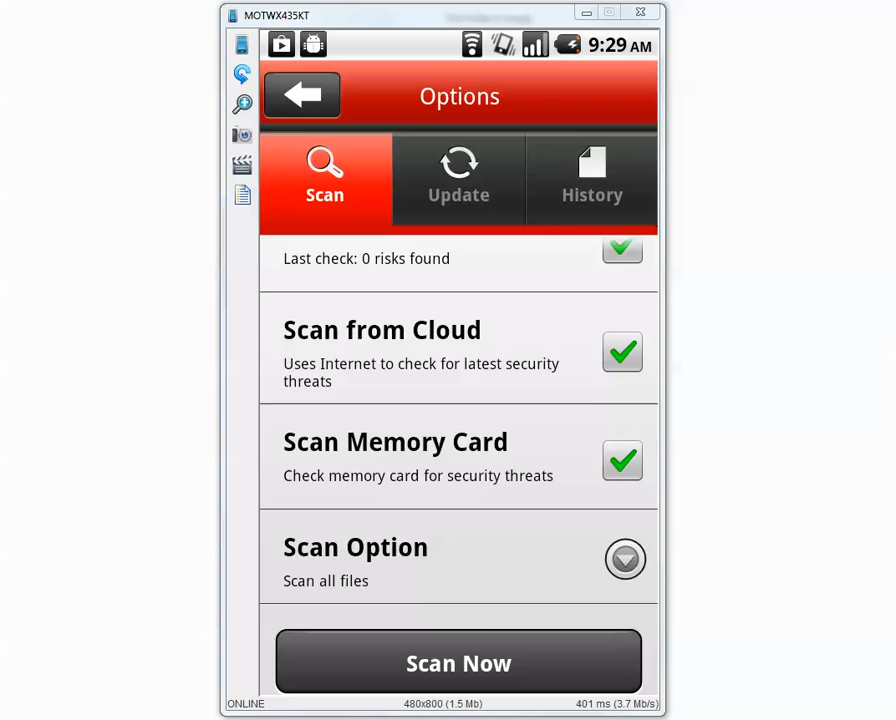 MOTWX435KT
9:29 AM
Options
Scan
Update
History
Last check: 0 risks found
Scan from Cloud
Uses Internet to check for latest security
threats
Scan Memory Card
Check memory card for security threats
Scan Option
Scan all files
Scan Now
ONLINE
480x800 (1.5 Mb)
401 ms (3.7 Mb/s)